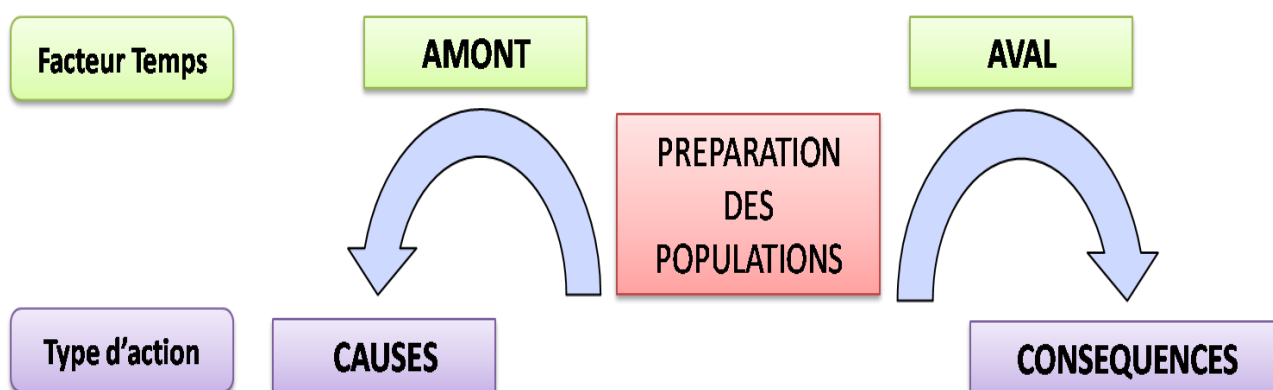 Facteur Temps
AMONT
AVAL
PREPARATION
DES
POPULATIONS
Type d'action
CAUSES
CONSEQUENCES